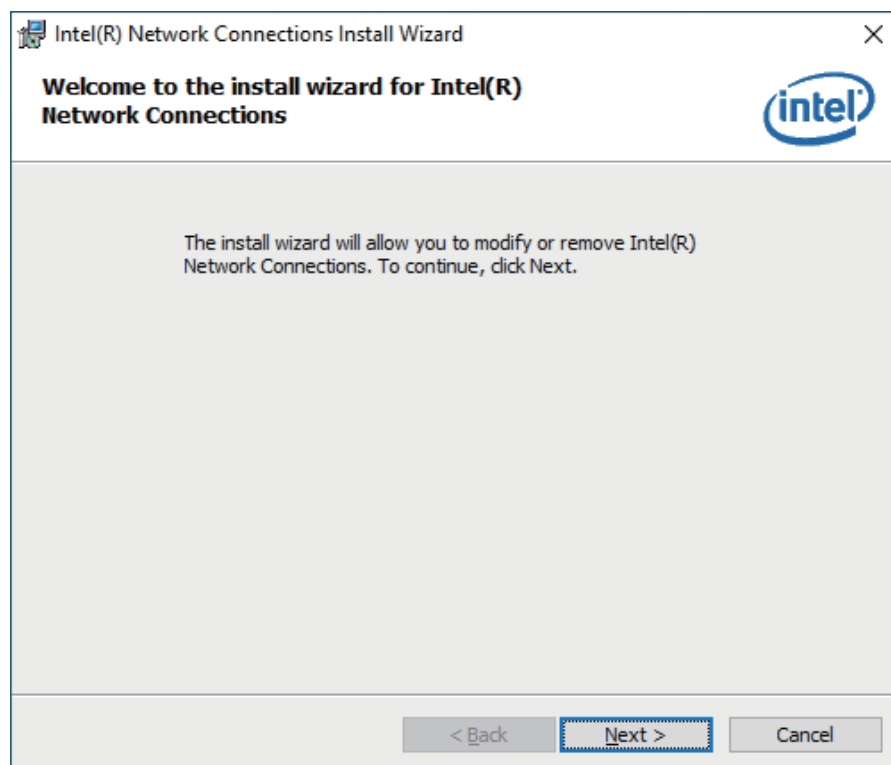 Intel(R) Network Connections Install Wizard
Welcome to the install wizard for Intel(R)
Network Connections
intel
The install wizard will allow you to modify or remove Intel(R)
Network Connections. To continue, click Next.
< Back
Next >
Cancel